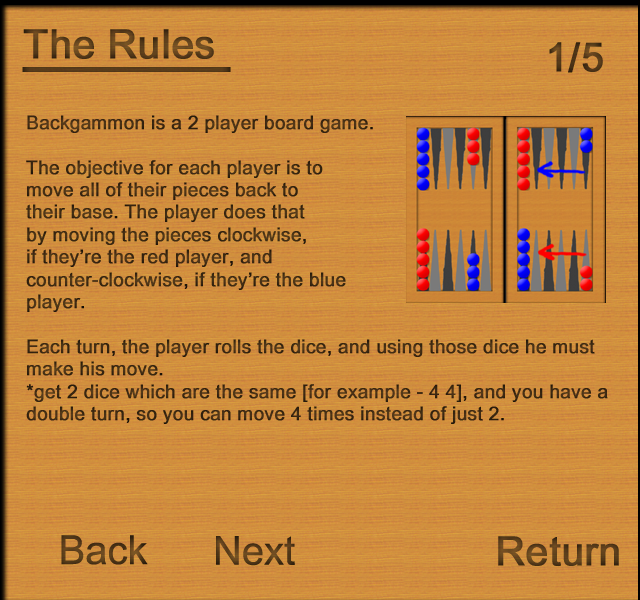 The Rules
1/5
Backgammon is a 2 player board game.
The objective for each player is to
move all of their pieces back to
their base. The player does that
by moving the pieces clockwise,
if they're the red player, and
counter-clockwise, if they're the blue
player.
Each turn, the player rolls the dice, and using those dice he must
make his move.
*get 2 dice which are the same [for example - 4 4], and you have a
double turn, so you can move 4 times instead of just 2.
Back Next Return